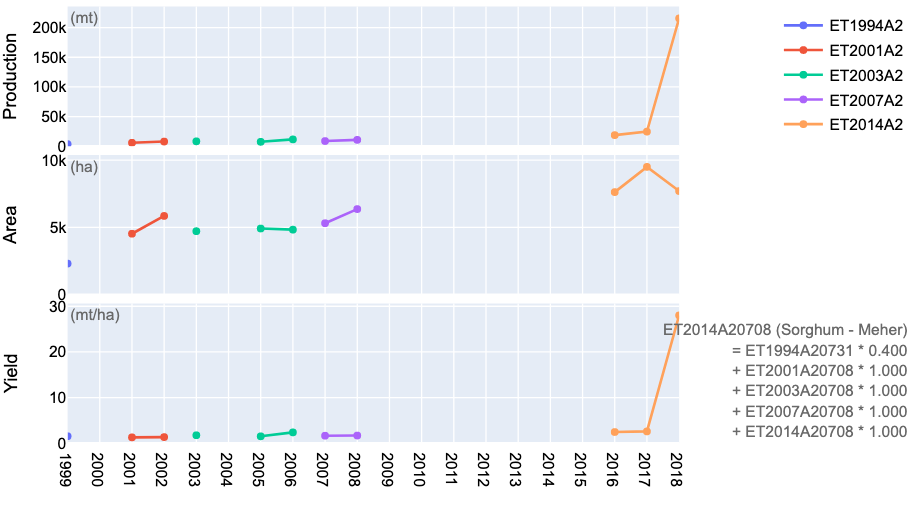 (mt)
200k
150k
100k
50k
0
Production
ET1994A2
ET2001A2
ET2003A2
ET2007A2
ET2014A2
(ha)
10k
5k
0
Area
(mt/ha)
30
20
10
0
Yield
ET2014A20708 (Sorghum - Meher)
= ET1994A20731 * 0.400
+ ET2001A20708 * 1.000
+ ET2003A20708 * 1.000
+ ET2007A20708 * 1.000
+ ET2014A20708 * 1.000
1999
2000
2001
2002
2003
2004
2005
2006
2007
2008
2009
2010
2011
2012
2013
2014
2015
2016
2017
2018